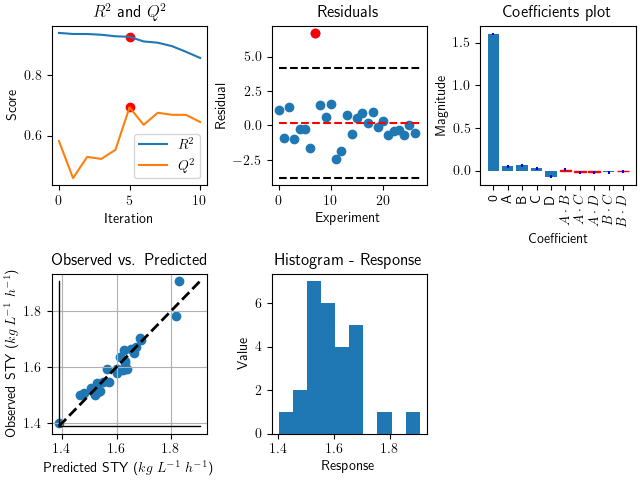 R² and Q²
Score
0.8
0.6
R²
Q²
0
5
10
Iteration
Residuals
Residual
5.0
2.5
0.0
−2.5
0
10
20
Experiment
Coefficients plot
Magnitude
1.5
1.0
0.5
0.0
0
A
B
C
D
A · B
A · C
A · D
B · C
B · D
Coefficient
Observed vs. Predicted
Observed STY (kg L⁻¹ h⁻¹)
1.8
1.6
1.4
1.4
1.6
1.8
Predicted STY (kg L⁻¹ h⁻¹)
Histogram - Response
Value
6
4
2
0
1.4
1.6
1.8
Response